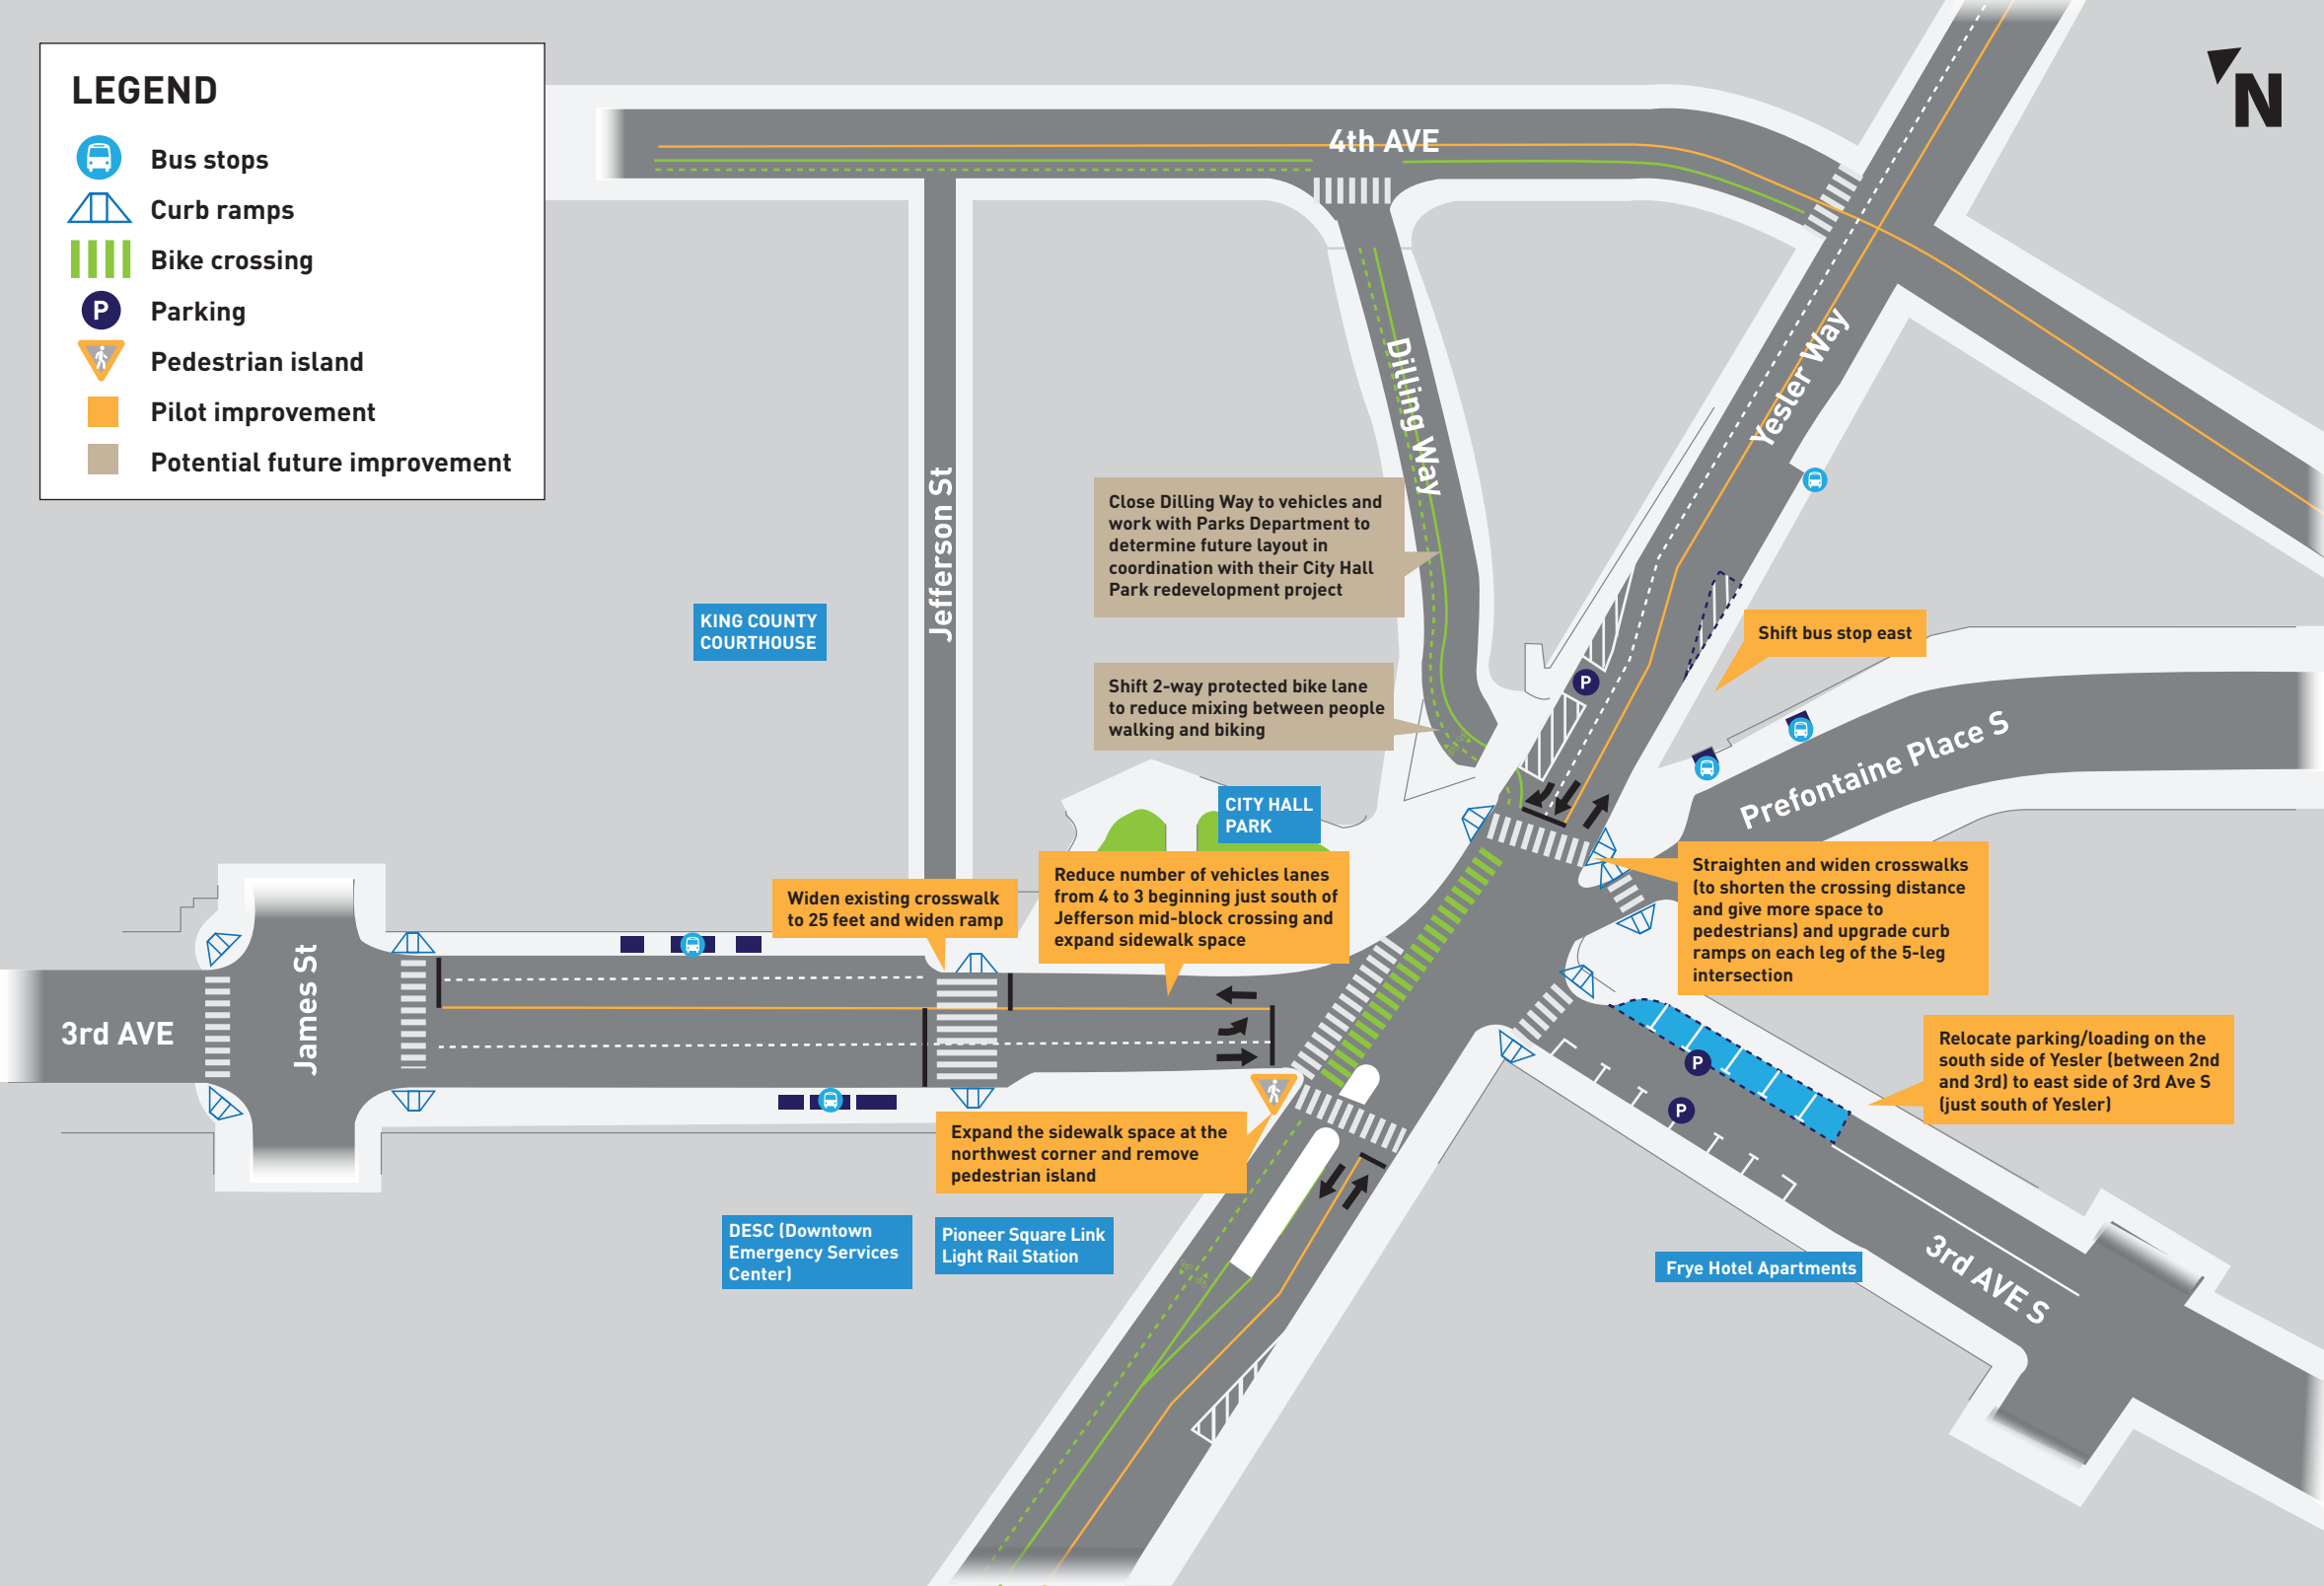 LEGEND
Bus stops
Curb ramps
Bike crossing
P
Parking
Pedestrian island
Pilot improvement
Potential future improvement
N
4th AVE
Dilling Way
Yesler Way
Jefferson St
Close Dilling Way to vehicles and
work with Parks Department to
determine future layout in
coordination with their City Hall
Park redevelopment project
KING COUNTY
COURTHOUSE
Shift bus stop east
Shift 2-way protected bike lane
to reduce mixing between people
walking and biking
P
Prefontaine Place S
CITY HALL
PARK
Reduce number of vehicles lanes
from 4 to 3 beginning just south of
Jefferson mid-block crossing and
expand sidewalk space
Widen existing crosswalk
to 25 feet and widen ramp
Straighten and widen crosswalks
(to shorten the crossing distance
and give more space to
pedestrians) and upgrade curb
ramps on each leg of the 5-leg
intersection
3rd AVE
James St
Relocate parking/loading on the
south side of Yesler (between 2nd
and 3rd) to east side of 3rd Ave S
(just south of Yesler)
P
P
Expand the sidewalk space at the
northwest corner and remove
pedestrian island
DESC (Downtown
Emergency Services
Center)
Pioneer Square Link
Light Rail Station
Frye Hotel Apartments
3rd AVE S